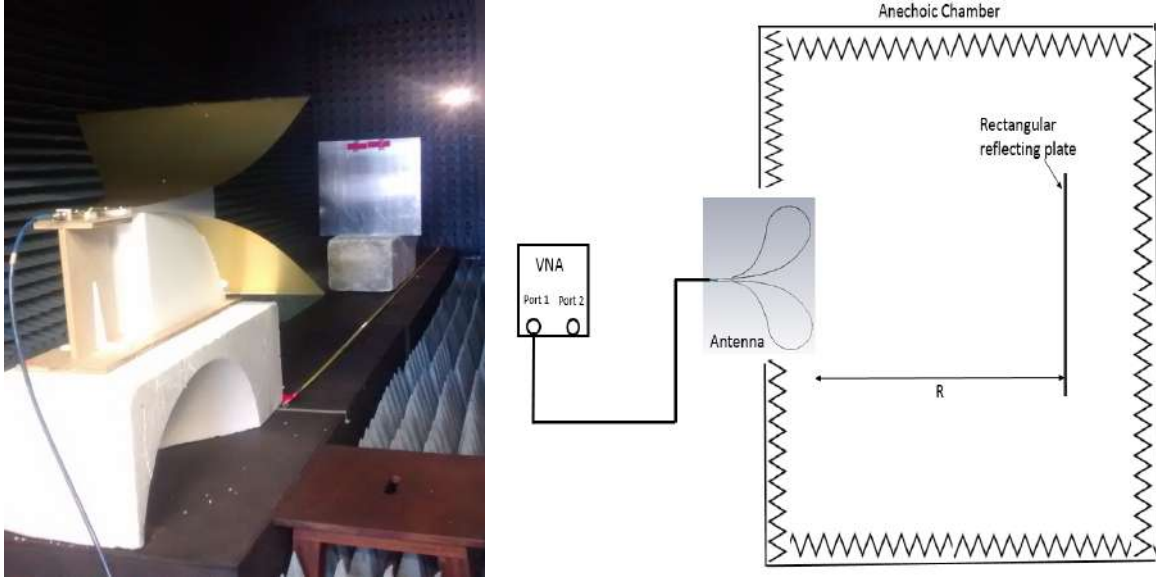 Anechoic Chamber
Rectangular
reflecting plate
VNA
Port 1 Port 2
Antenna
R